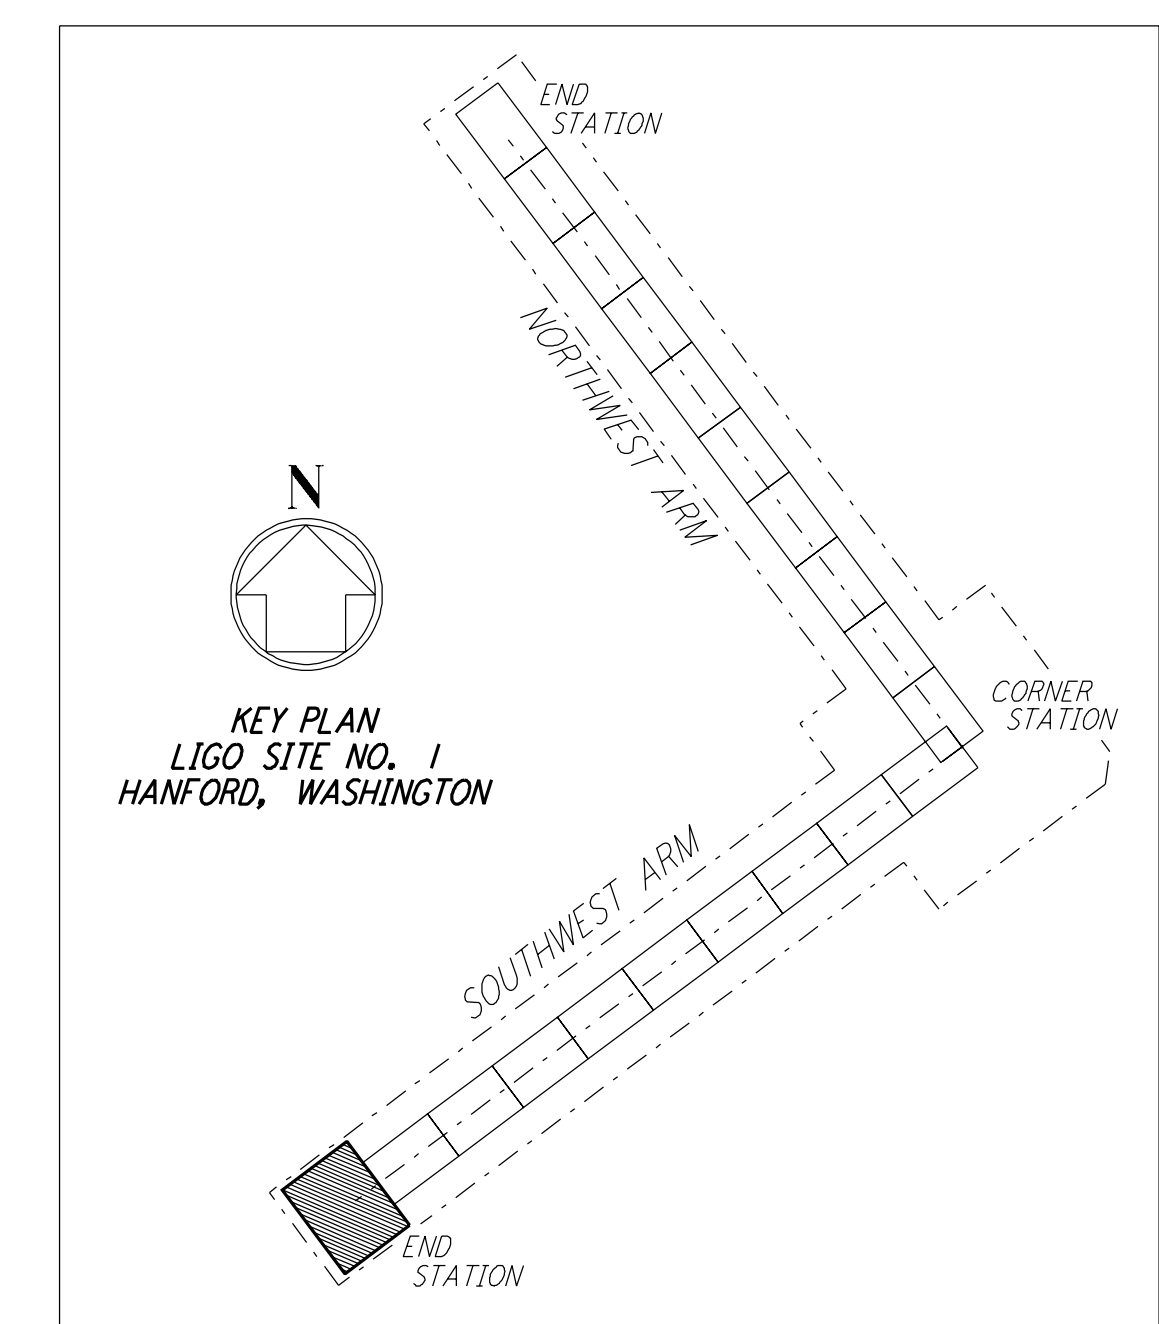 END
STATION
NORTHWEST ARM
N
CORNER
STATION
KEY PLAN
LIGO SITE NO. 1
HANFORD, WASHINGTON
SOUTHWEST ARM
END
STATION